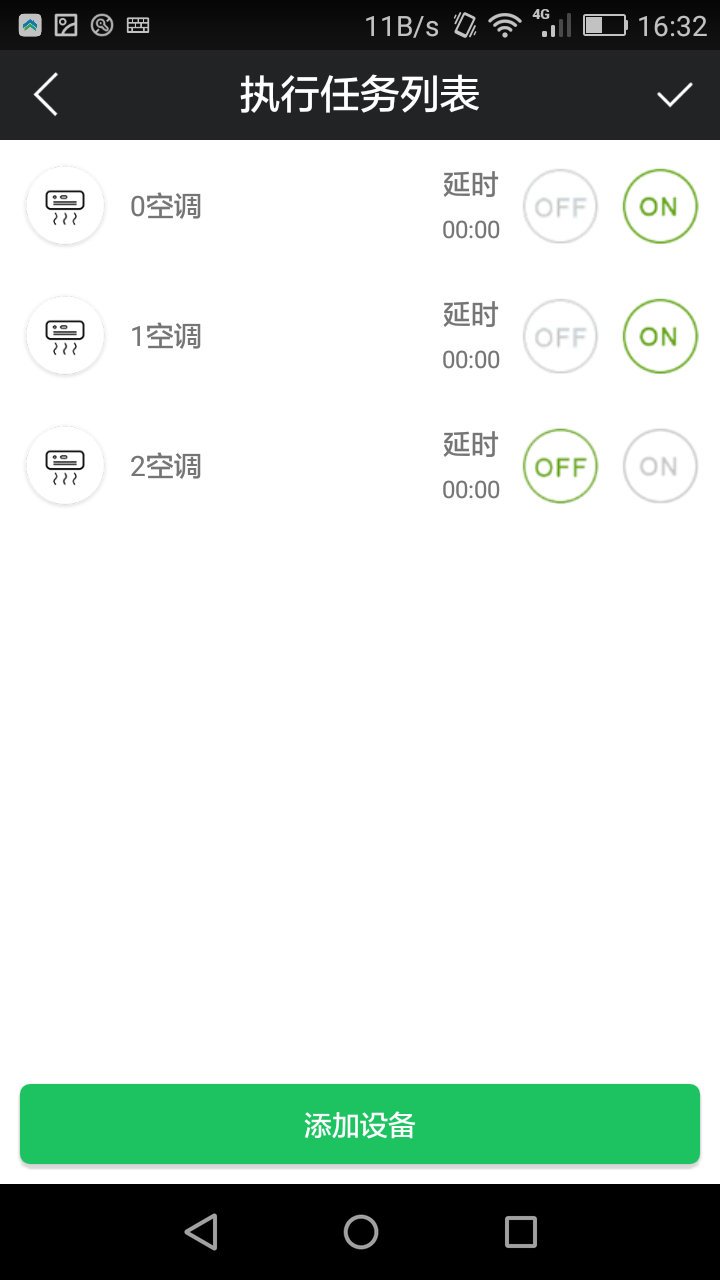 11B/s 4G 16:32
执行任务列表
0空调 延时 00:00 OFF ON
1空调 延时 00:00 OFF ON
2空调 延时 00:00 OFF ON
添加设备